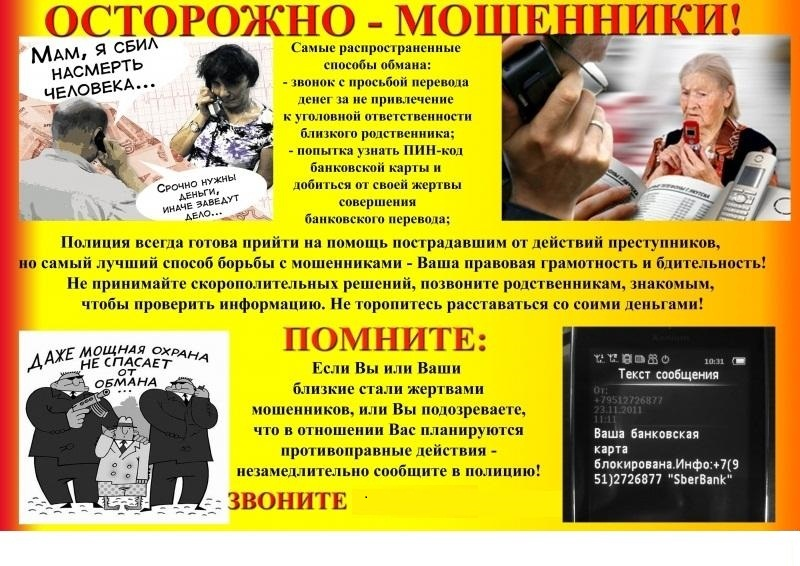 ОСТОРОЖНО - МОШЕННИКИ!
МАМ, Я СБИЛ
НАСМЕРТЬ
ЧЕЛОВЕКА...
СРОЧНО НУЖНЫ
ДЕНЬГИ,
ИНАЧЕ ЗАВЕДУТ
ДЕЛО...
Самые распространенные
способы обмана:
- звонок с просьбой перевода
денег за не привлечение
к уголовной ответственности
близкого родственника;
- попытка узнать ПИН-код
банковской карты и
добиться от своей жертвы
совершения
банковского перевода;
Полиция всегда готова прийти на помощь пострадавшим от действий преступников,
но самый лучший способ борьбы с мошенниками - Ваша правовая грамотность и бдительность!
Не принимайте скорополительных решений, позвоните родственникам, знакомым,
чтобы проверить информацию. Не торопитесь расставаться со соими деньгами!
ДАЖЕ МОЩНАЯ ОХРАНА
НЕ СПАСАЕТ
ОТ
ОБМАНА
...
ПОМНИТЕ:
Если Вы или Ваши
близкие стали жертвами
мошенников, или Вы подозреваете,
что в отношении Вас планируются
противоправные действия -
незамедлительно сообщите в полицию!
ЗВОНИТЕ .
10:31
Текст сообщения
От:
+79512726877
23.11.2011
11:11
Ваша банковская
карта
блокирована.Инфо:+7(9
51)2726877 "SberBank"